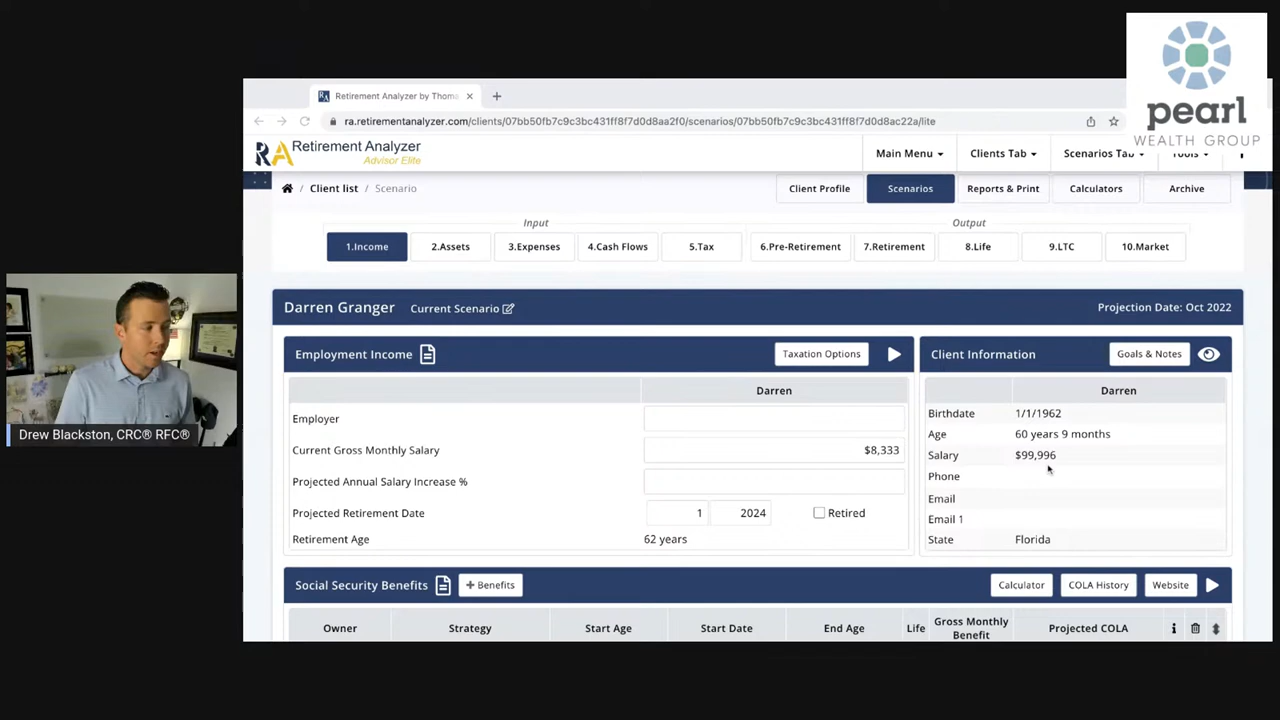 pearl
WEALTH GROUP
Retirement Analyzer by Thoma
ra.retirementanalyzer.com/clients/07bb50fb7c9c3bc431ff8f7d0d8aa2f0/scenarios/07bb50fb7c9c3bc431ff8f7d0d8ac22a/lite
RA Retirement Analyzer
Advisor Elite
Main Menu
Clients Tab
Scenarios Tab
Tools
Client list / Scenario
Client Profile
Scenarios
Reports & Print
Calculators
Archive
Input
Output
1.Income
2.Assets
3.Expenses
4.Cash Flows
5.Tax
6.Pre-Retirement
7.Retirement
8.Life
9.LTC
10.Market
Darren Granger
Current Scenario
Projection Date: Oct 2022
Employment Income
Taxation Options
Darren
Employer
Current Gross Monthly Salary $8,333
Projected Annual Salary Increase %
Projected Retirement Date 1 2024 Retired
Retirement Age 62 years
Client Information
Goals & Notes
Darren
Birthdate 1/1/1962
Age 60 years 9 months
Salary $99,996
Phone
Email
Email 1
State Florida
Social Security Benefits
+ Benefits
Calculator
COLA History
Website
Owner
Strategy
Start Age
Start Date
End Age
Life
Gross Monthly
Benefit
Projected COLA
Drew Blackston, CRC® RFC®